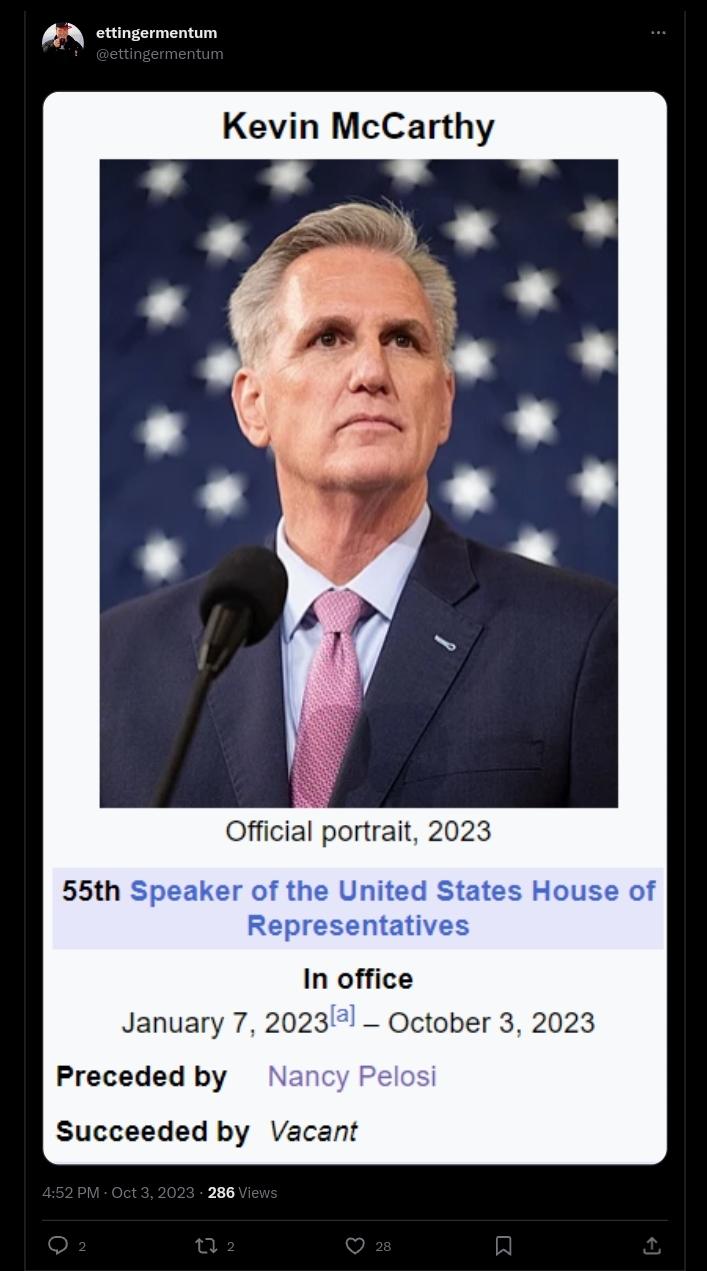 ettingermentum
@ettingermentum
Kevin McCarthy
Official portrait, 2023
55th Speaker of the United States House of
Representatives
In office
January 7, 2023[a] – October 3, 2023
Preceded by Nancy Pelosi
Succeeded by Vacant
4:52 PM · Oct 3, 2023 · 286 Views
2 2 28